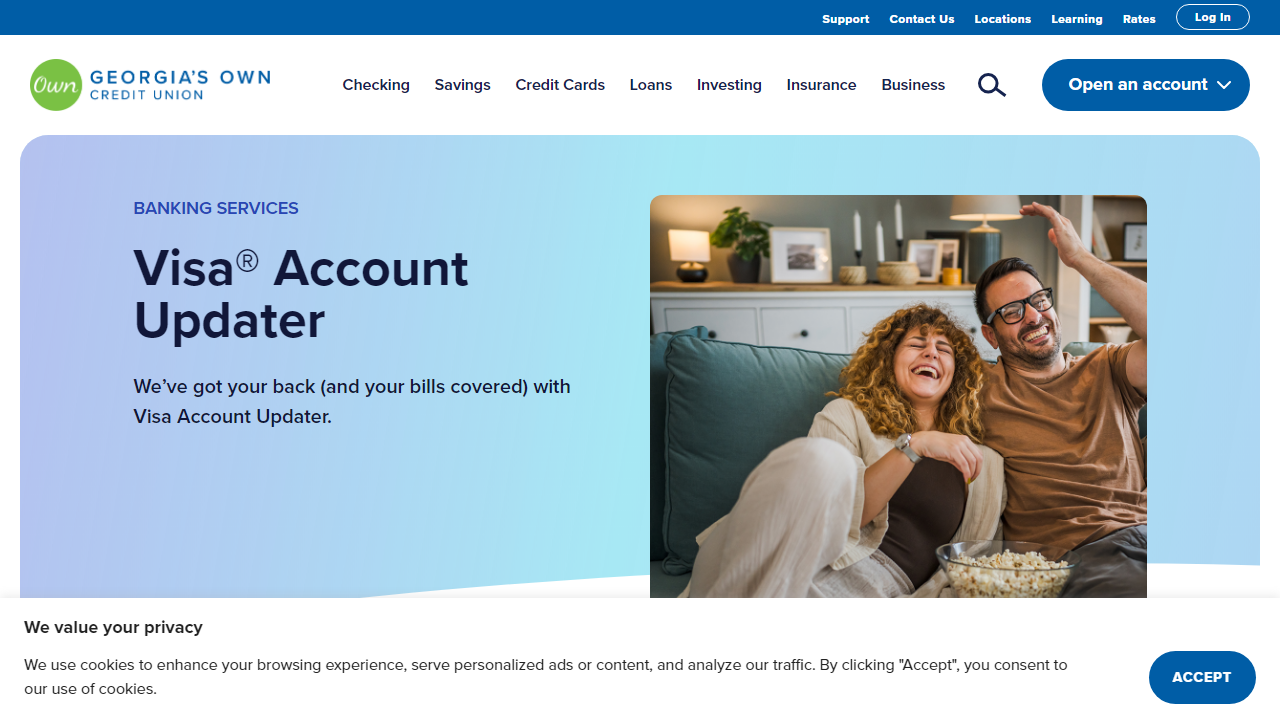 Support Contact Us Locations Learning Rates Log In
Own GEORGIA'S OWN
CREDIT UNION
Checking Savings Credit Cards Loans Investing Insurance Business
Open an account
BANKING SERVICES
Visa® Account
Updater
We’ve got your back (and your bills covered) with
Visa Account Updater.
We value your privacy
We use cookies to enhance your browsing experience, serve personalized ads or content, and analyze our traffic. By clicking "Accept", you consent to
our use of cookies.
ACCEPT